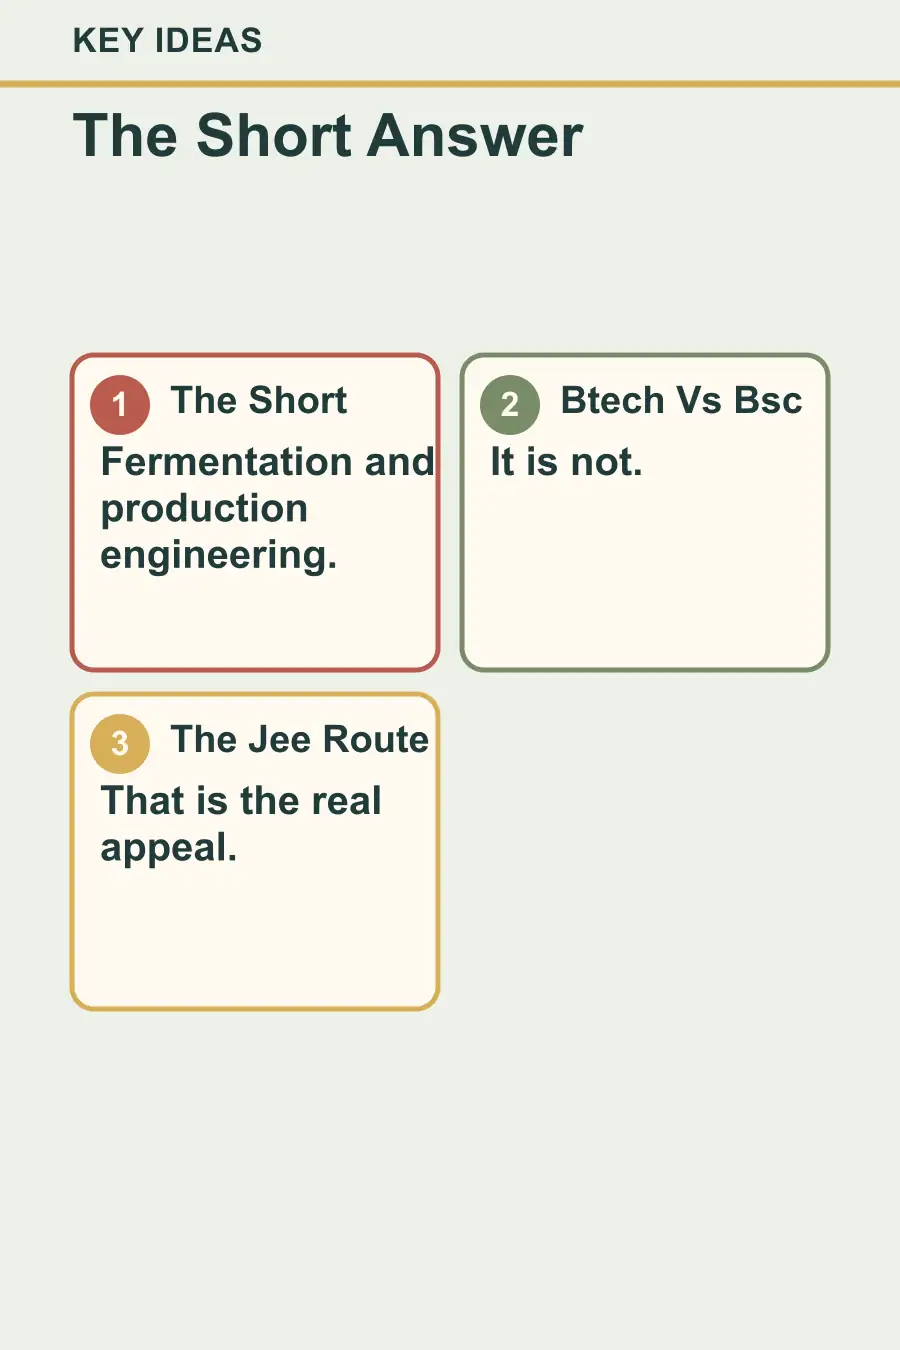 KEY IDEAS
The Short Answer
1 The Short
Fermentation and
production
engineering.
2 Btech Vs Bsc
It is not.
3 The Jee Route
That is the real
appeal.